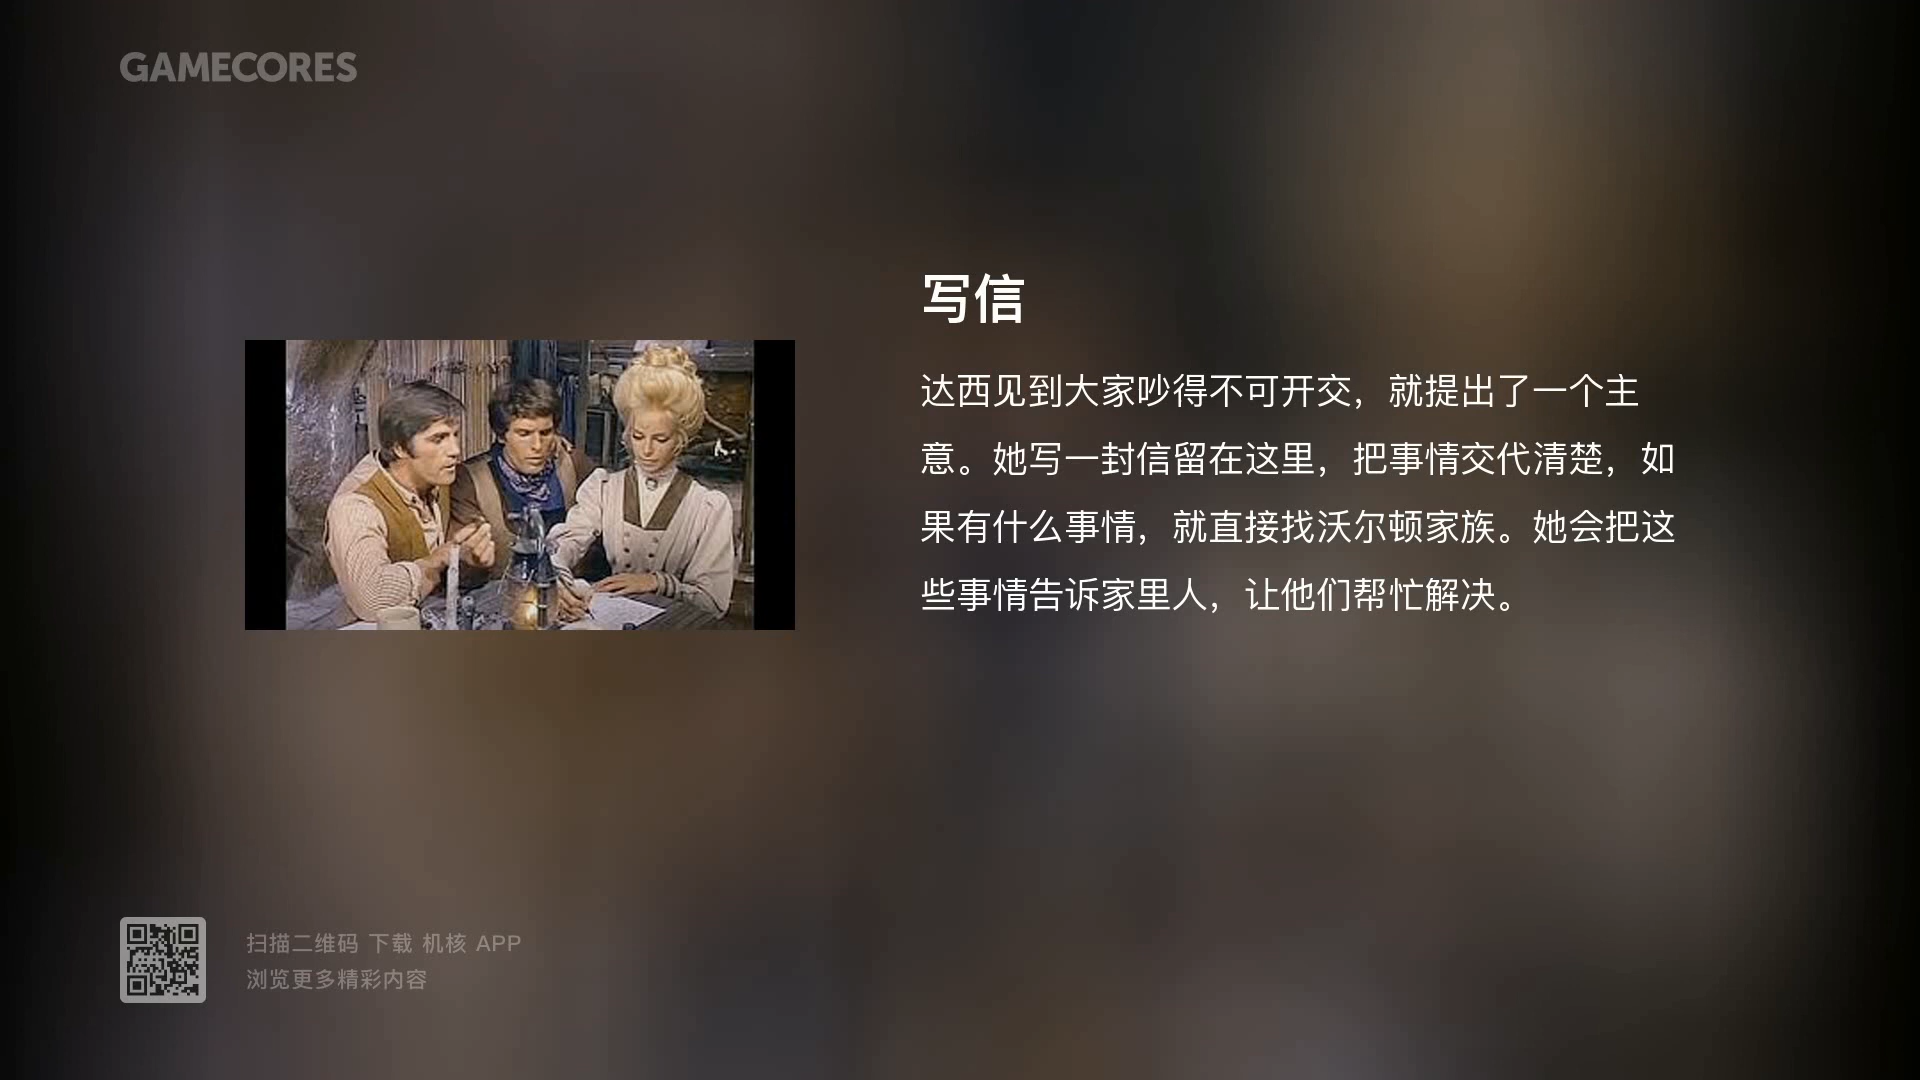 GAMECORES
写信
达西见到大家吵得不可开交，就提出了一个主
意。她写一封信留在这里，把事情交代清楚，如
果有什么事情，就直接找沃尔顿家族。她会把这
些事情告诉家里人，让他们帮忙解决。
扫描二维码 下载 机核 APP
浏览更多精彩内容